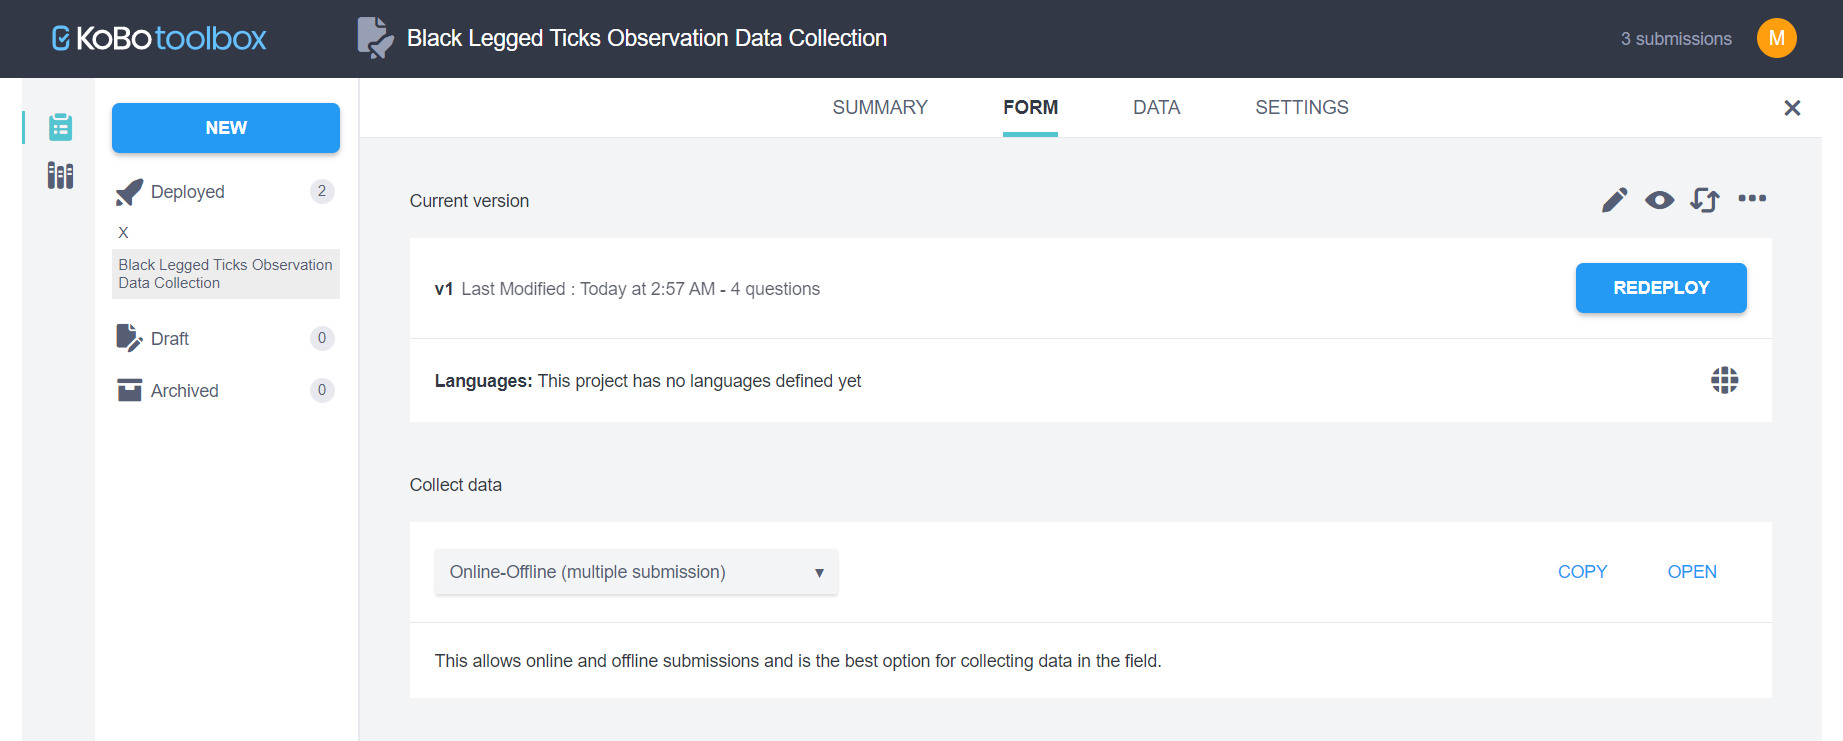 KoBo toolbox
Black Legged Ticks Observation Data Collection
3 submissions
M
NEW
Deployed
2
X
Black Legged Ticks Observation
Data Collection
Draft
0
Archived
0
SUMMARY
FORM
DATA
SETTINGS
Current version
v1 Last Modified : Today at 2:57 AM - 4 questions
REDEPLOY
Languages: This project has no languages defined yet
Collect data
Online-Offline (multiple submission)
COPY
OPEN
This allows online and offline submissions and is the best option for collecting data in the field.